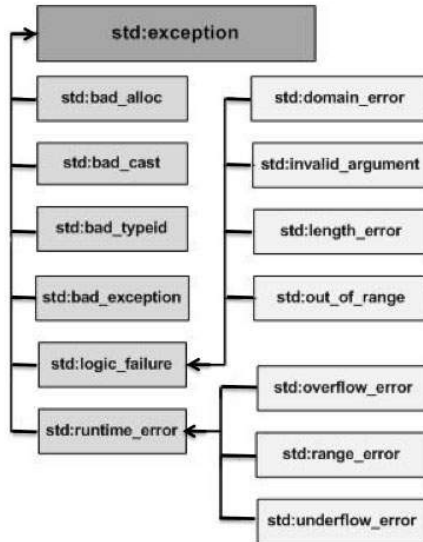 std:exception
std:bad_alloc
std:bad_cast
std:bad_typeid
std:bad_exception
std:logic_failure
std:runtime_error
std:domain_error
std:invalid_argument
std:length_error
std:out_of_range
std:overflow_error
std:range_error
std:underflow_error